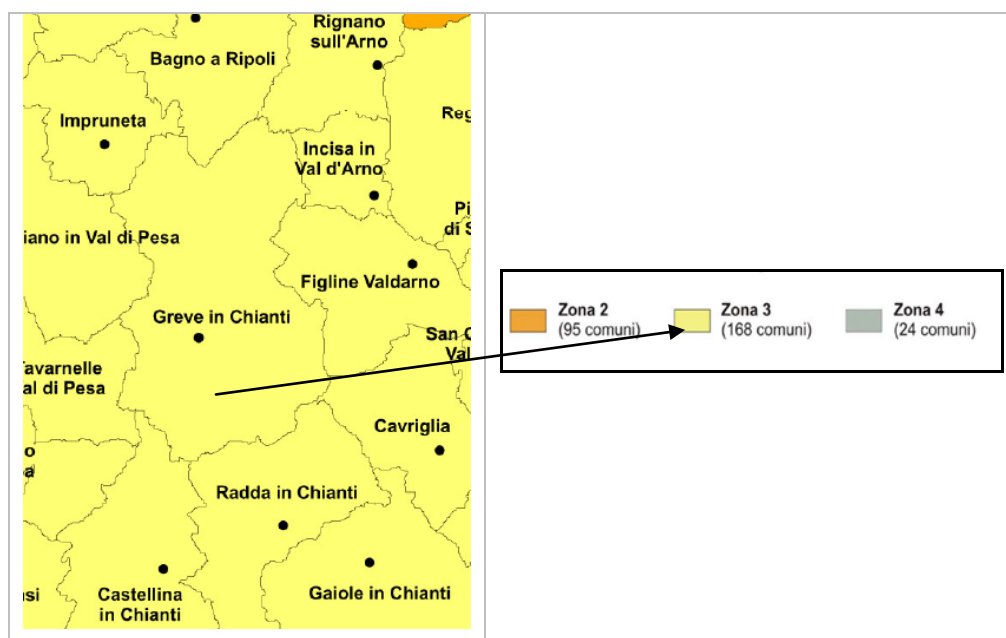 Rignano
sull'Arno
Bagno a Ripoli
Reg
Impruneta
Incisa in
Val d'Arno
Pi
di S
iano in Val di Pesa
Figline Valdarno
Greve in Chianti
San C
Val
avarnelle
al di Pesa
Cavriglia
o
Radda in Chianti
si
Castellina
in Chianti
Gaiole in Chianti
Zona 2
(95 comuni)
Zona 3
(168 comuni)
Zona 4
(24 comuni)